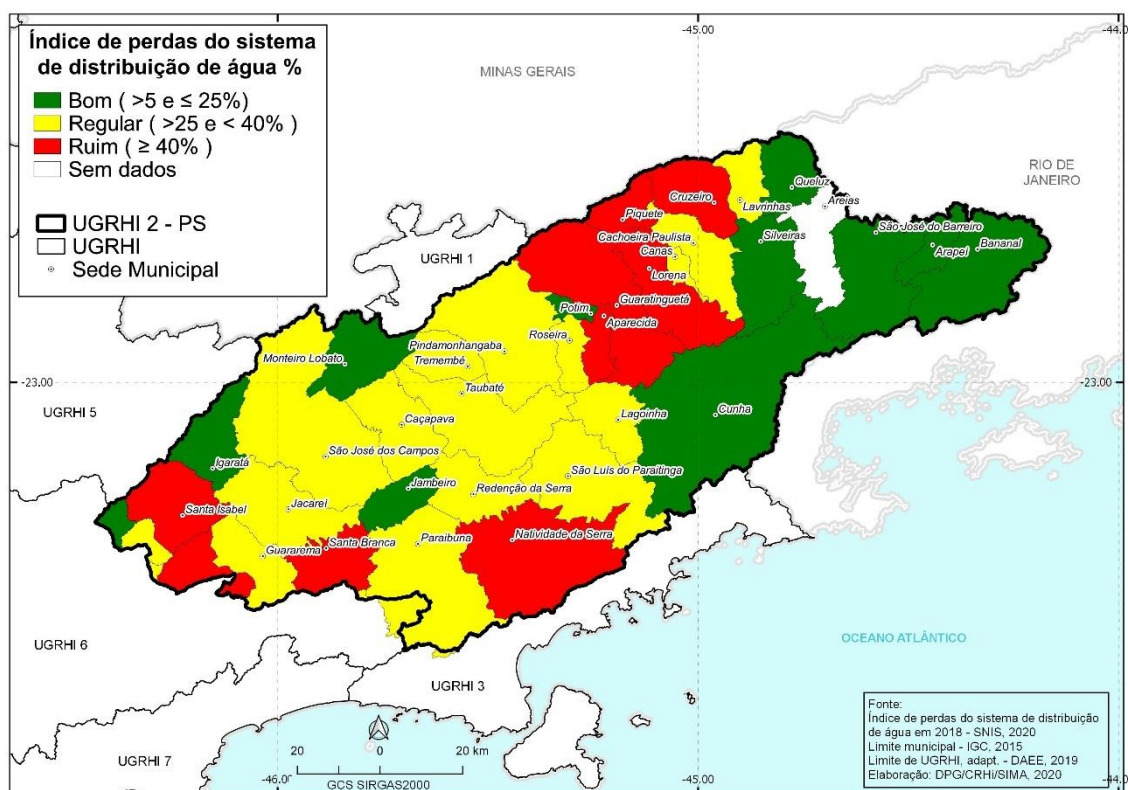 Índice de perdas do sistema
de distribuição de água %
Bom ( >5 e ≤ 25%)
Regular ( >25 e < 40% )
Ruim ( ≥ 40% )
Sem dados
UGRHI 2 - PS
UGRHI
Sede Municipal
-45.00
-44.0
MINAS GERAIS
RIO DE
JANEIRO
Queluz
Areias
Cruzeiro
Lavrinhas
Piquete
São José do Barreiro
Cachoeira Paulista
Silveiras
Arapeí
Bananal
Canas
UGRHI 1
Lorena
Guaratinguetá
Potim
Aparecida
Roseira
Pindamonhangaba
Monteiro Lobato
Tremembé
-23.00
-23.00
Taubaté
UGRHI 5
Lagoinha
Cunha
Caçapava
São José dos Campos
Igaratá
São Luís do Paraitinga
Jambeiro
Redenção da Serra
Santa Isabel
Jacareí
Natividade da Serra
Paraibuna
Santa Branca
Guararema
UGRHI 6
OCEANO ATLÂNTICO
UGRHI 3
UGRHI 7
20 0 20 km
GCS SIRGAS2000
-46.0
-45.00
-44.0
Fonte:
Índice de perdas do sistema de distribuição
de água em 2018 - SNIS, 2020
Limite municipal - IGC, 2015
Limite de UGRHI, adapt. - DAEE, 2019
Elaboração: DPG/CRHi/SIMA, 2020